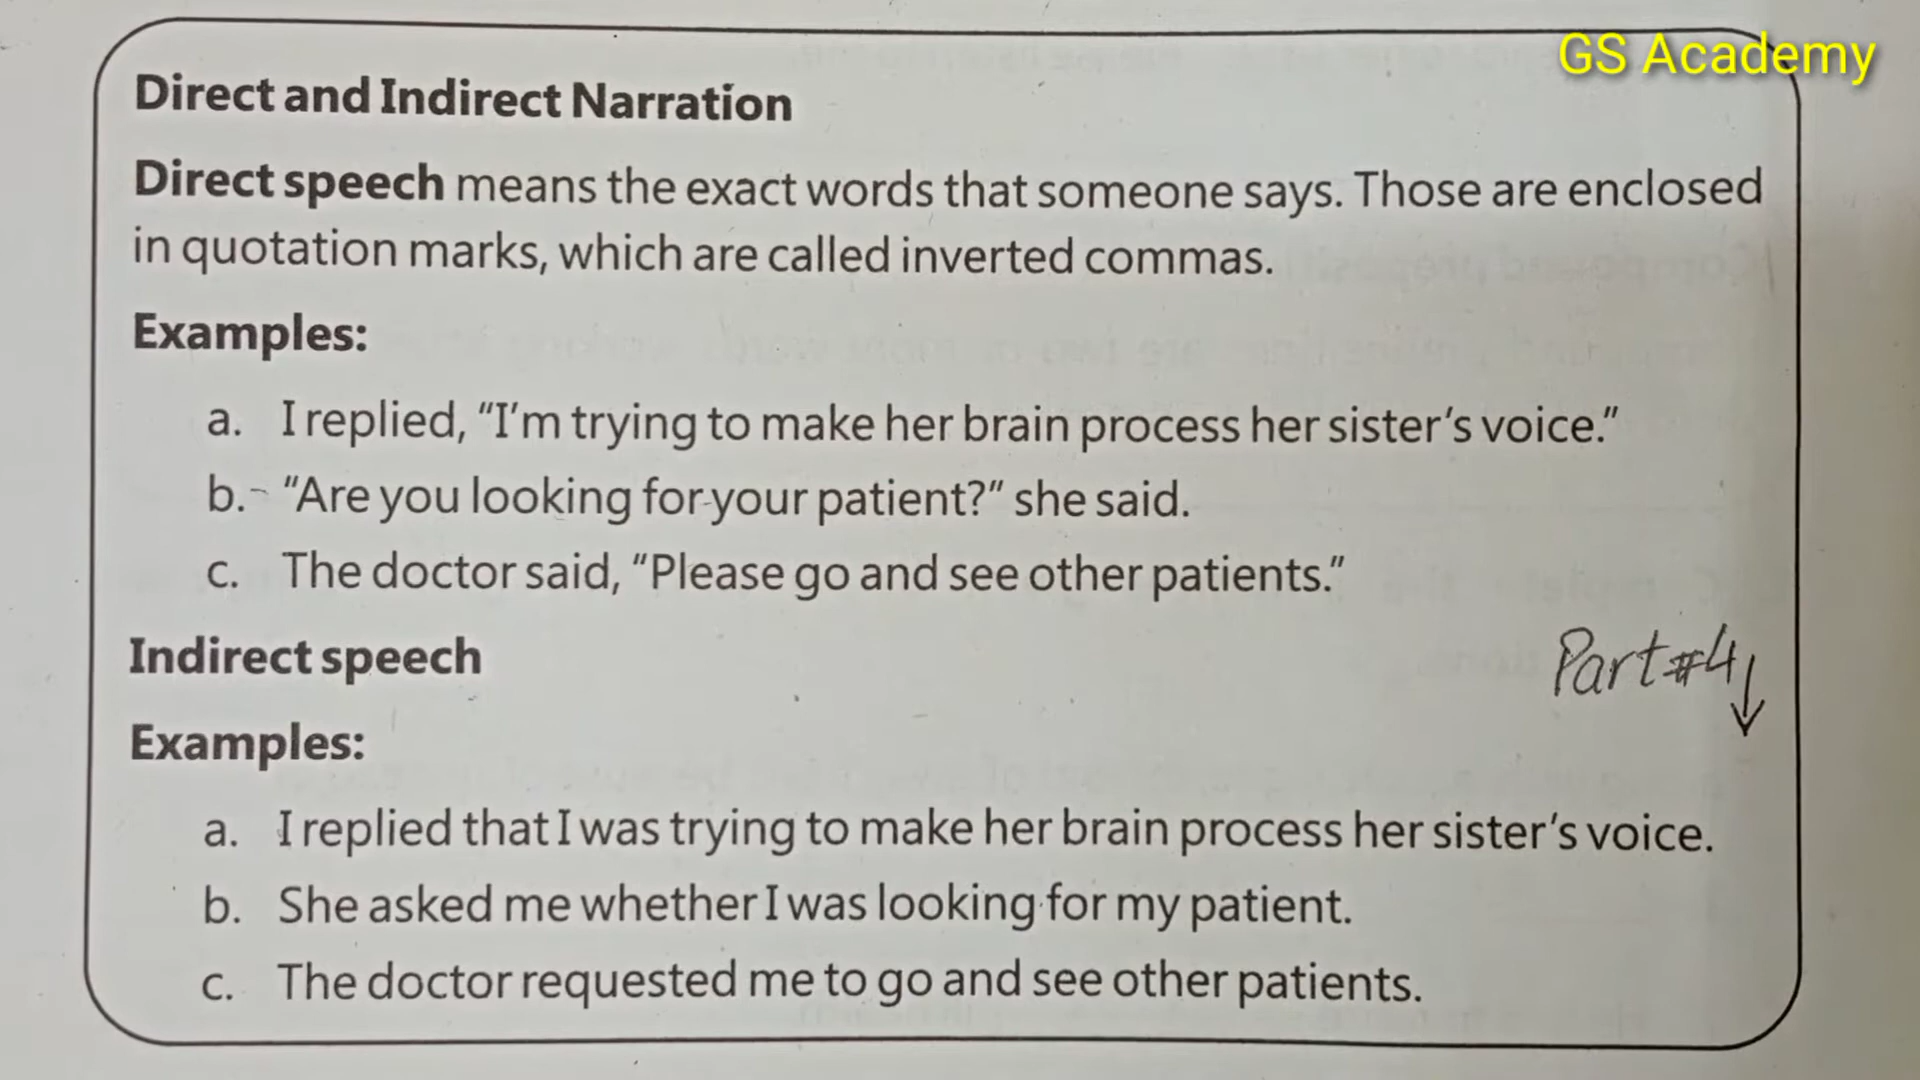 GS Academy
Direct and Indirect Narration
Direct speech means the exact words that someone says. Those are enclosed
in quotation marks, which are called inverted commas.
Examples:
a. I replied, “I’m trying to make her brain process her sister’s voice.”
b. “Are you looking for your patient?” she said.
c. The doctor said, “Please go and see other patients.”
Indirect speech
Part #4
Examples:
a. I replied that I was trying to make her brain process her sister’s voice.
b. She asked me whether I was looking for my patient.
c. The doctor requested me to go and see other patients.